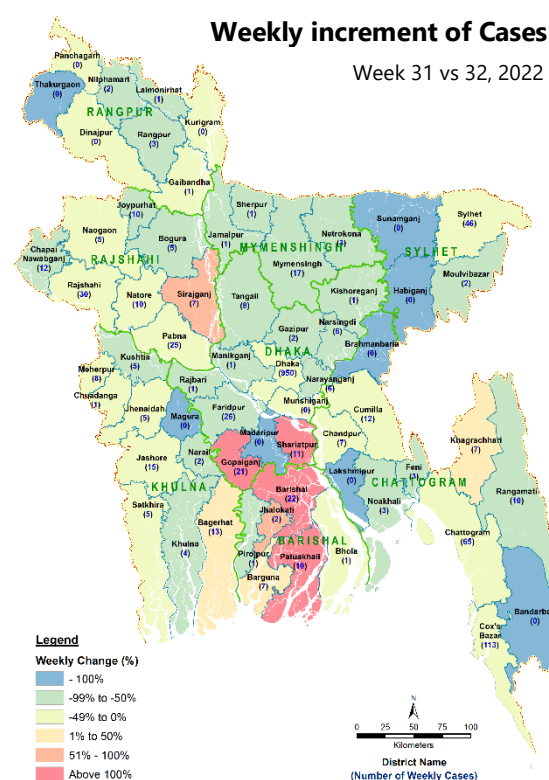 Weekly increment of Cases
Week 31 vs 32, 2022
Panchagarh
(0)
Thakurgaon
(0)
Nilphamari
(2)
Lalmonirhat
(1)
RANGPUR
Kurigram
(0)
Dinajpur
(0)
Rangpur
(3)
Gaibandha
(1)
Joypurhat
(10)
Sherpur
(1)
Sunamganj
(0)
Sylhet
(46)
Naogaon
(5)
Bogura
(5)
Jamalpur
(1)
MYMENSHINGH
Netrokona
SYLHET
Chapai
Nawabganj
(12)
RAJSHAHI
Mymensingh
(17)
Moulvibazar
(2)
Rajshahi
(30)
Natore
(10)
Sirajganj
(7)
Tangail
(8)
Kishoreganj
(1)
Habiganj
(0)
Pabna
(25)
Gazipur
(2)
Narsingdi
(5)
Brahmanbaria
(0)
Kushtia
(5)
Manikganj
(1)
DHAKA
Dhaka
(950)
Meherpur
(8)
Rajbari
(1)
Narayanganj
(6)
Chuadanga
Munshiganj
(0)
Cumilla
(12)
Jhenaidah
(5)
Faridpur
(26)
Magura
(0)
Madaripur
(0)
Shariatpur
(11)
Chandpur
(7)
Khagrachhari
(7)
Jashore
(15)
Narail
(2)
Gopalganj
(21)
Lakshmipur
(0)
Feni
CHATTOGRAM
KHULNA
Barishal
(22)
Noakhali
(3)
Rangamati
(10)
Satkhira
(5)
Bagerhat
(13)
Jhalokati
(2)
BARISHAL
Chattogram
(65)
Khulna
(4)
Pirojpur
(1)
Patuakhali
(10)
Bhola
(1)
Barguna
(7)
Bandarba
(0)
Cox's
Bazar
(113)
Legend
Weekly Change (%)
- 100%
-99% to -50%
-49% to 0%
1% to 50%
51% - 100%
Above 100%
N
0 25 50 75 100
Kilometers
District Name
(Number of Weekly Cases)